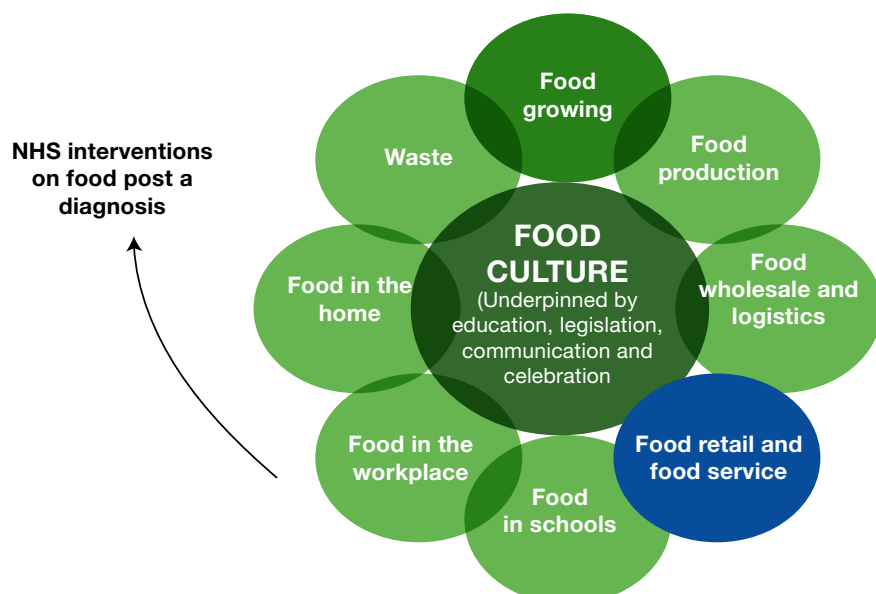 Food
growing
Food
production
Food
wholesale and
logistics
Food retail and
food service
Food
in schools
Food in the
workplace
Food in the
home
Waste
FOOD
CULTURE
(Underpinned by
education, legislation,
communication and
celebration
NHS interventions
on food post a
diagnosis